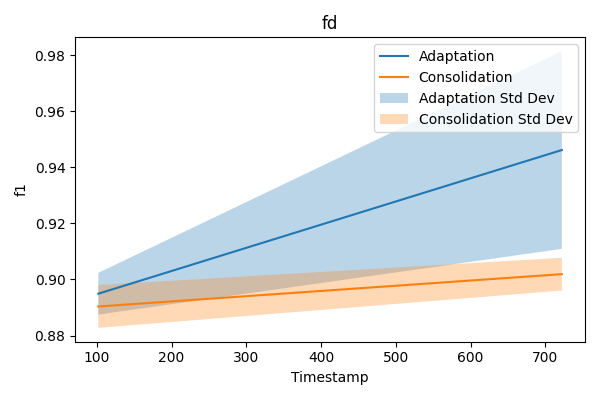 fd
0.98
0.96
0.94
0.92
0.90
0.88
f1
Adaptation
Consolidation
Adaptation Std Dev
Consolidation Std Dev
100
200
300
400
500
600
700
Timestamp